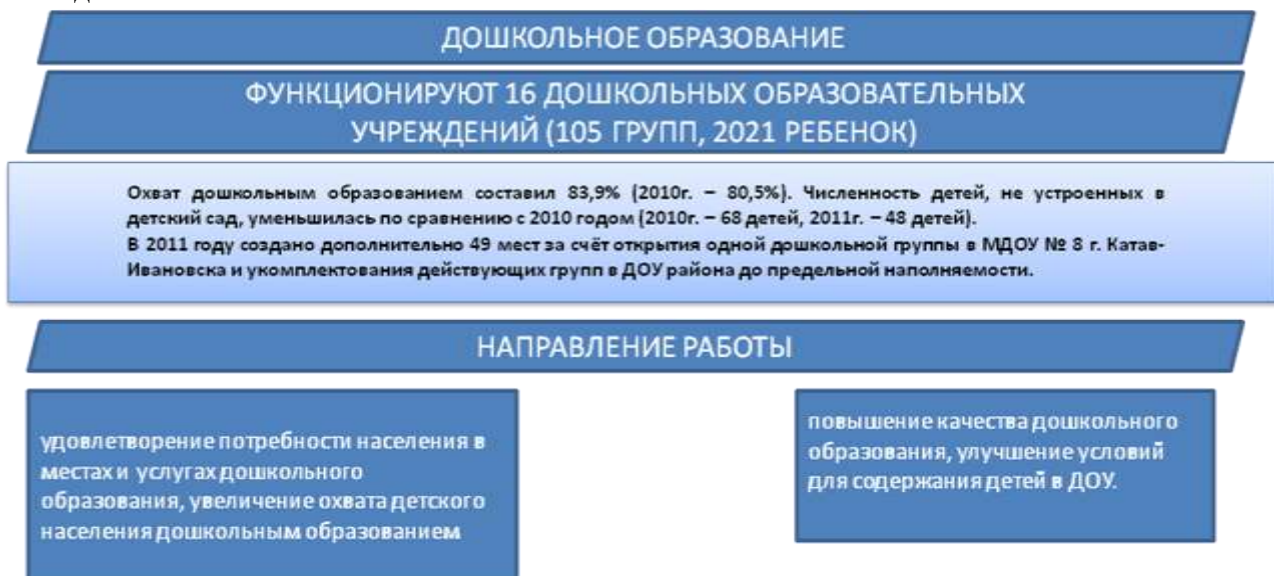 ДОШКОЛЬНОЕ ОБРАЗОВАНИЕ
ФУНКЦИОНИРУЮТ 16 ДОШКОЛЬНЫХ ОБРАЗОВАТЕЛЬНЫХ
УЧРЕЖДЕНИЙ (105 ГРУПП, 2021 РЕБЕНОК)
Охват дошкольным образованием составил 83,9% (2010г. – 80,5%). Численность детей, не устроенных в
детский сад, уменьшилась по сравнению с 2010 годом (2010г. – 68 детей, 2011г. – 48 детей).
В 2011 году создано дополнительно 49 мест за счёт открытия одной дошкольной группы в МДОУ № 8 г. Катав-
Ивановска и укомплектования действующих групп в ДОУ района до предельной наполняемости.
НАПРАВЛЕНИЕ РАБОТЫ
удовлетворение потребности населения в
местах и услугах дошкольного
образования, увеличение охвата детского
населения дошкольным образованием
повышение качества дошкольного
образования, улучшение условий
для содержания детей в ДОУ.